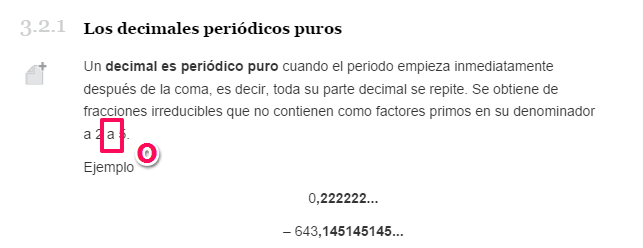 3.2.1 Los decimales periódicos puros
Un decimal es periódico puro cuando el periodo empieza inmediatamente
después de la coma, es decir, toda su parte decimal se repite. Se obtiene de
fracciones irreducibles que no contienen como factores primos en su denominador
a 2 a 5.
o
Ejemplo
0,222222...
– 643,145145145...